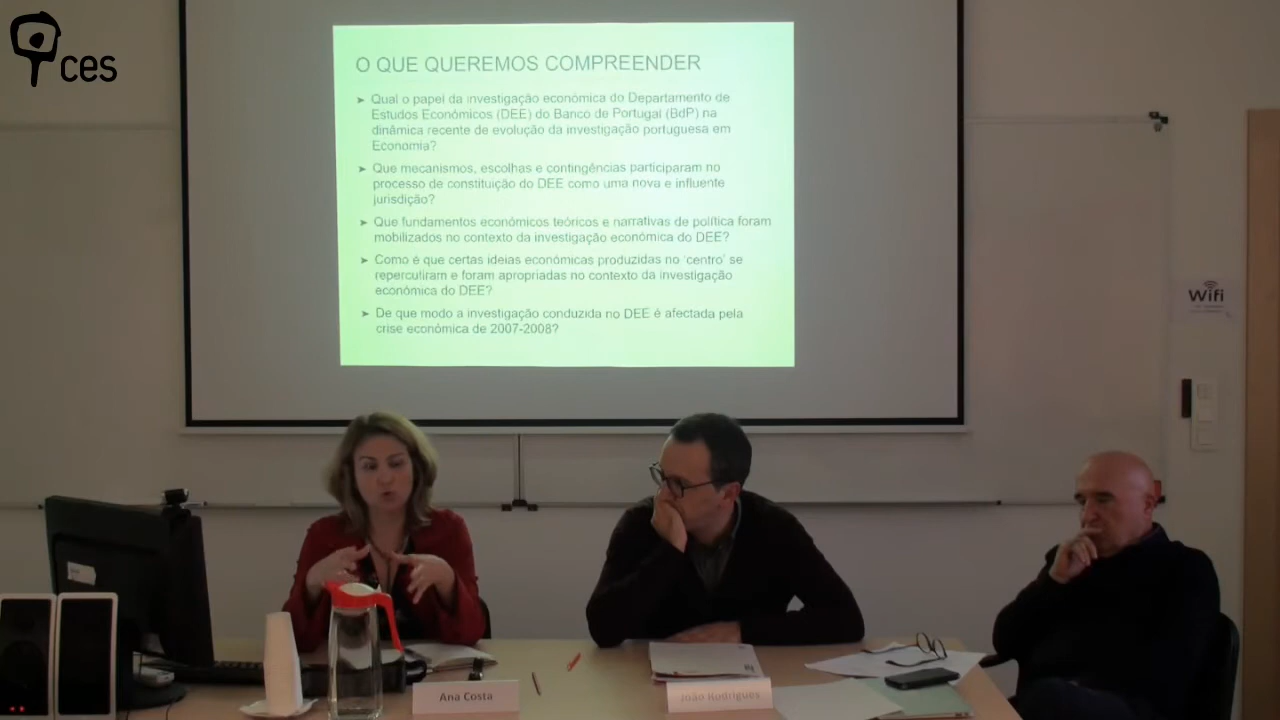 ces
O QUE QUEREMOS COMPREENDER
➤ Qual o papel da investigação económica do Departamento de
Estudos Económicos (DEE) do Banco de Portugal (BdP) na
dinâmica recente de evolução da investigação portuguesa em
Economia?
➤ Que mecanismos, escolhas e contingências participaram no
processo de constituição do DEE como uma nova e influente
jurisdição?
➤ Que fundamentos económicos teóricos e narrativas de política foram
mobilizados no contexto da investigação económica do DEE?
➤ Como é que certas ideias económicas produzidas no 'centro' se
repercutiram e foram apropriadas no contexto da investigação
económica do DEE?
➤ De que modo a investigação conduzida no DEE é afectada pela
crise económica de 2007-2008?
Wifi
Ana Costa
João Rodrigues